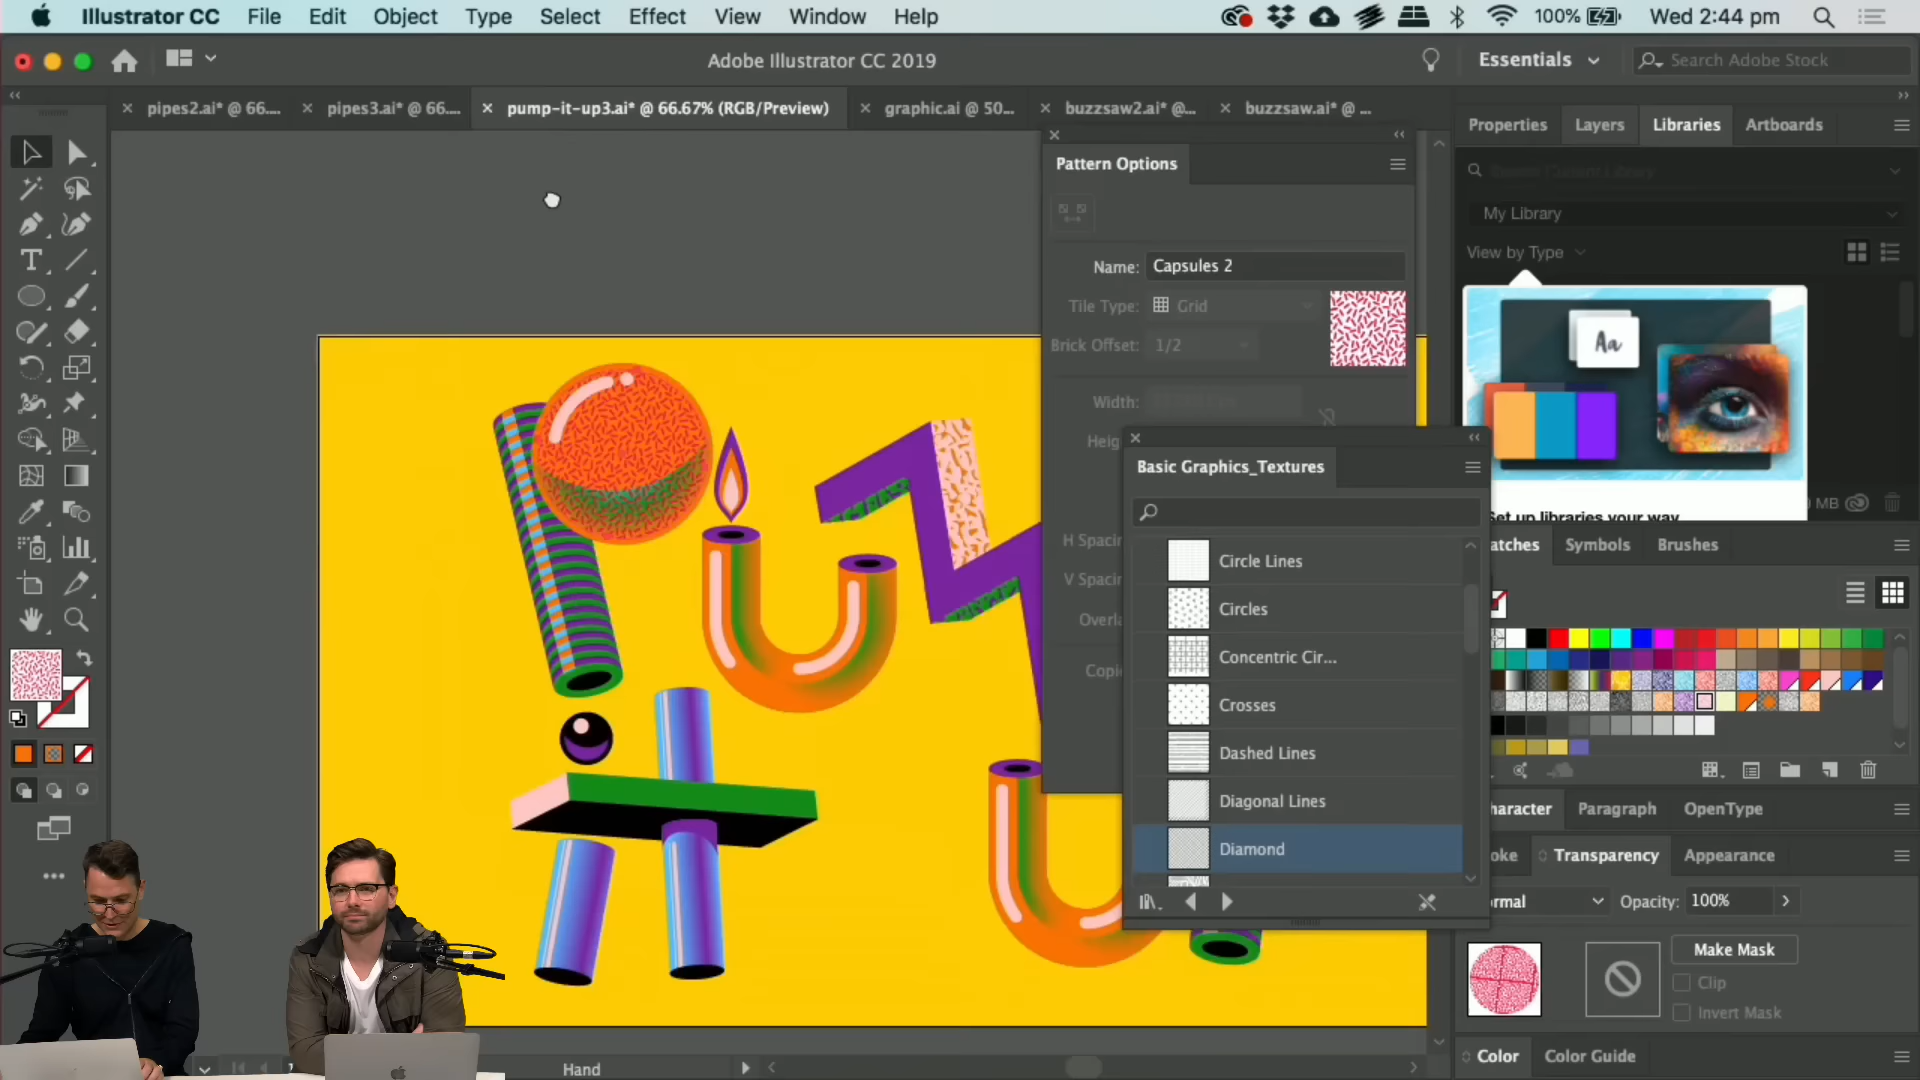 Illustrator CC File Edit Object Type Select Effect View Window Help 100% Wed 2:44 pm
Adobe Illustrator CC 2019 Essentials Search Adobe Stock
pipes2.ai* @ 66.... pipes3.ai* @ 66.... pump-it-up3.ai* @ 66.67% (RGB/Preview) graphic.ai @ 50... buzzsaw2.ai* @... buzzsaw.ai* @ ...
Properties Layers Libraries Artboards
Pattern Options
Search Current Library
My Library
View by Type
Name: Capsules 2
Tile Type: Grid
Brick Offset: 1/2
Width:
Aa
Basic Graphics_Textures
MB
Set up libraries your way
Symbols Brushes
Circle Lines
Circles
Concentric Cir...
Crosses
Dashed Lines
Diagonal Lines
Diamond
Paragraph OpenType
Transparency Appearance
Opacity: 100%
Make Mask
Clip
Invert Mask
Color Color Guide
Hand